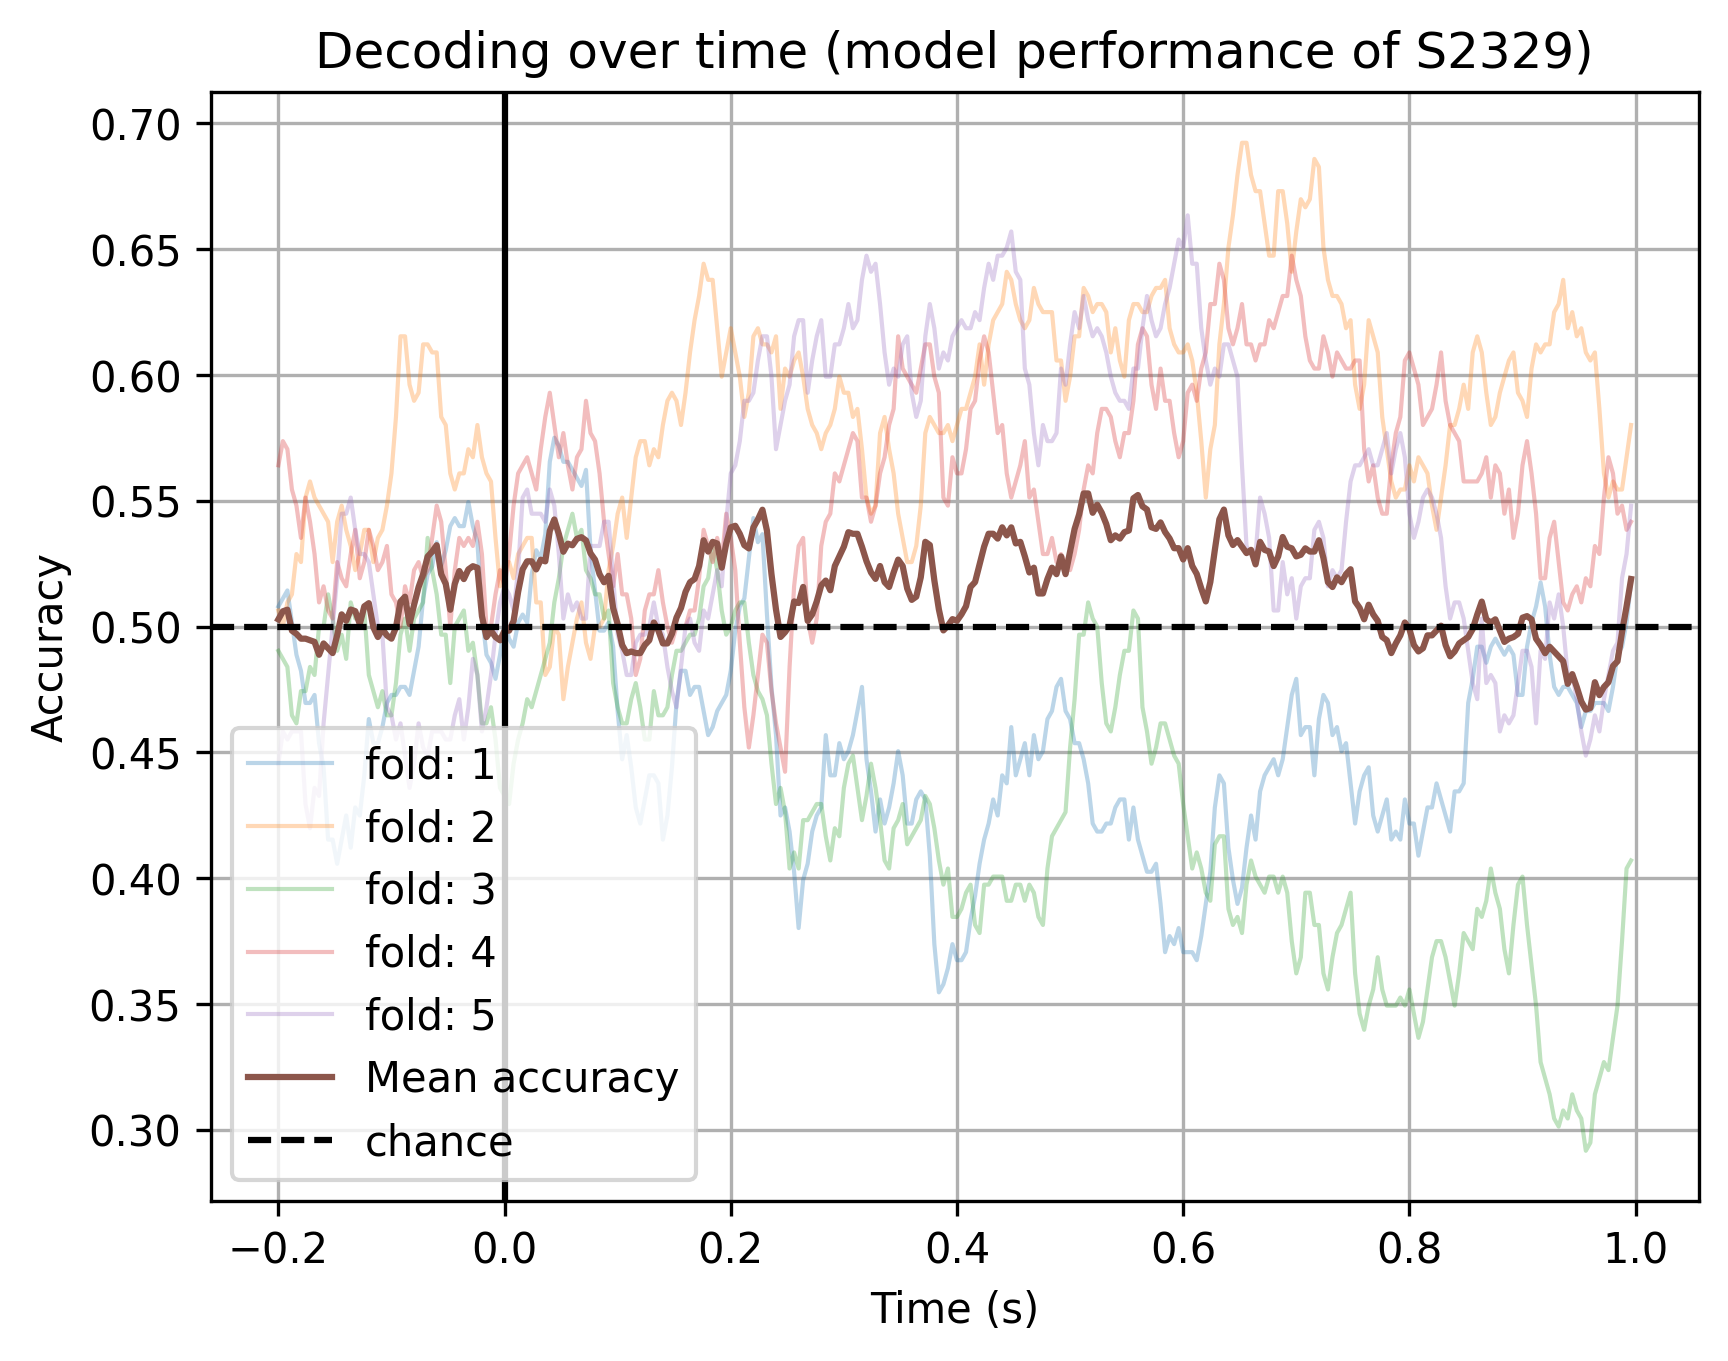 Decoding over time (model performance of S2329)
Accuracy
0.70
0.65
0.60
0.55
0.50
0.45
0.40
0.35
0.30
fold: 1
fold: 2
fold: 3
fold: 4
fold: 5
Mean accuracy
chance
−0.2 0.0 0.2 0.4 0.6 0.8 1.0
Time (s)